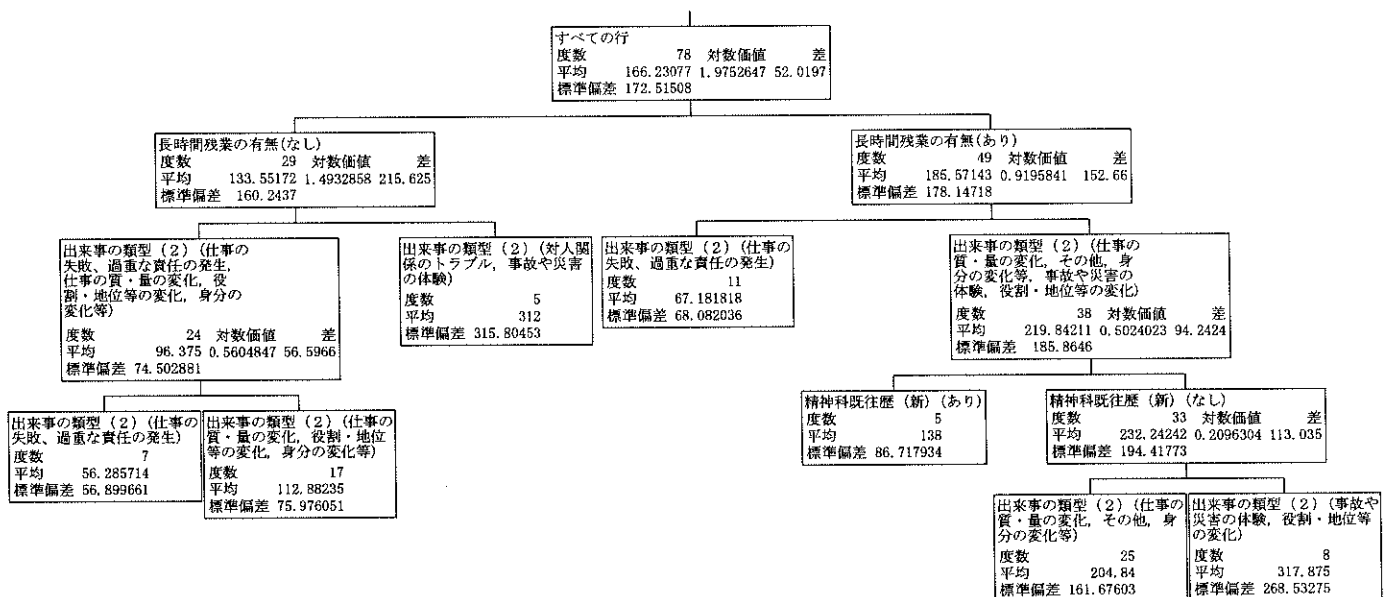 すべての行
度数 78 対数価値 差
平均 166.23077 1.9752647 52.0197
標準偏差 172.51508
長時間残業の有無(なし)
度数 29 対数価値 差
平均 133.55172 1.4932858 215.625
標準偏差 160.2437
長時間残業の有無(あり)
度数 49 対数価値 差
平均 185.57143 0.9195841 152.66
標準偏差 178.14718
出来事の類型(2)(仕事の
失敗、過重な責任の発生,
仕事の質・量の変化, 役
割・地位等の変化, 身分の
変化等)
度数 24 対数価値 差
平均 96.375 0.5604847 56.5966
標準偏差 74.502881
出来事の類型(2)(対人関
係のトラブル, 事故や災害
の体験)
度数 5
平均 312
標準偏差 315.80453
出来事の類型(2)(仕事の
失敗、過重な責任の発生)
度数 11
平均 67.181818
標準偏差 68.082036
出来事の類型(2)(仕事の
質・量の変化, その他, 身
分の変化等, 事故や災害の
体験, 役割・地位等の変化)
度数 38 対数価値 差
平均 219.84211 0.5024023 94.2424
標準偏差 185.8646
出来事の類型(2)(仕事の
失敗、過重な責任の発生)
度数 7
平均 56.285714
標準偏差 56.899661
出来事の類型(2)(仕事の
質・量の変化, 役割・地位
等の変化, 身分の変化等)
度数 17
平均 112.88235
標準偏差 75.976051
精神科既往歴(新)(あり)
度数 5
平均 138
標準偏差 86.717934
精神科既往歴(新)(なし)
度数 33 対数価値 差
平均 232.24242 0.2096304 113.035
標準偏差 194.41773
出来事の類型(2)(仕事の
質・量の変化, その他, 身
分の変化等)
度数 25
平均 204.84
標準偏差 161.67603
出来事の類型(2)(事故や
災害の体験, 役割・地位等
の変化)
度数 8
平均 317.875
標準偏差 268.53275